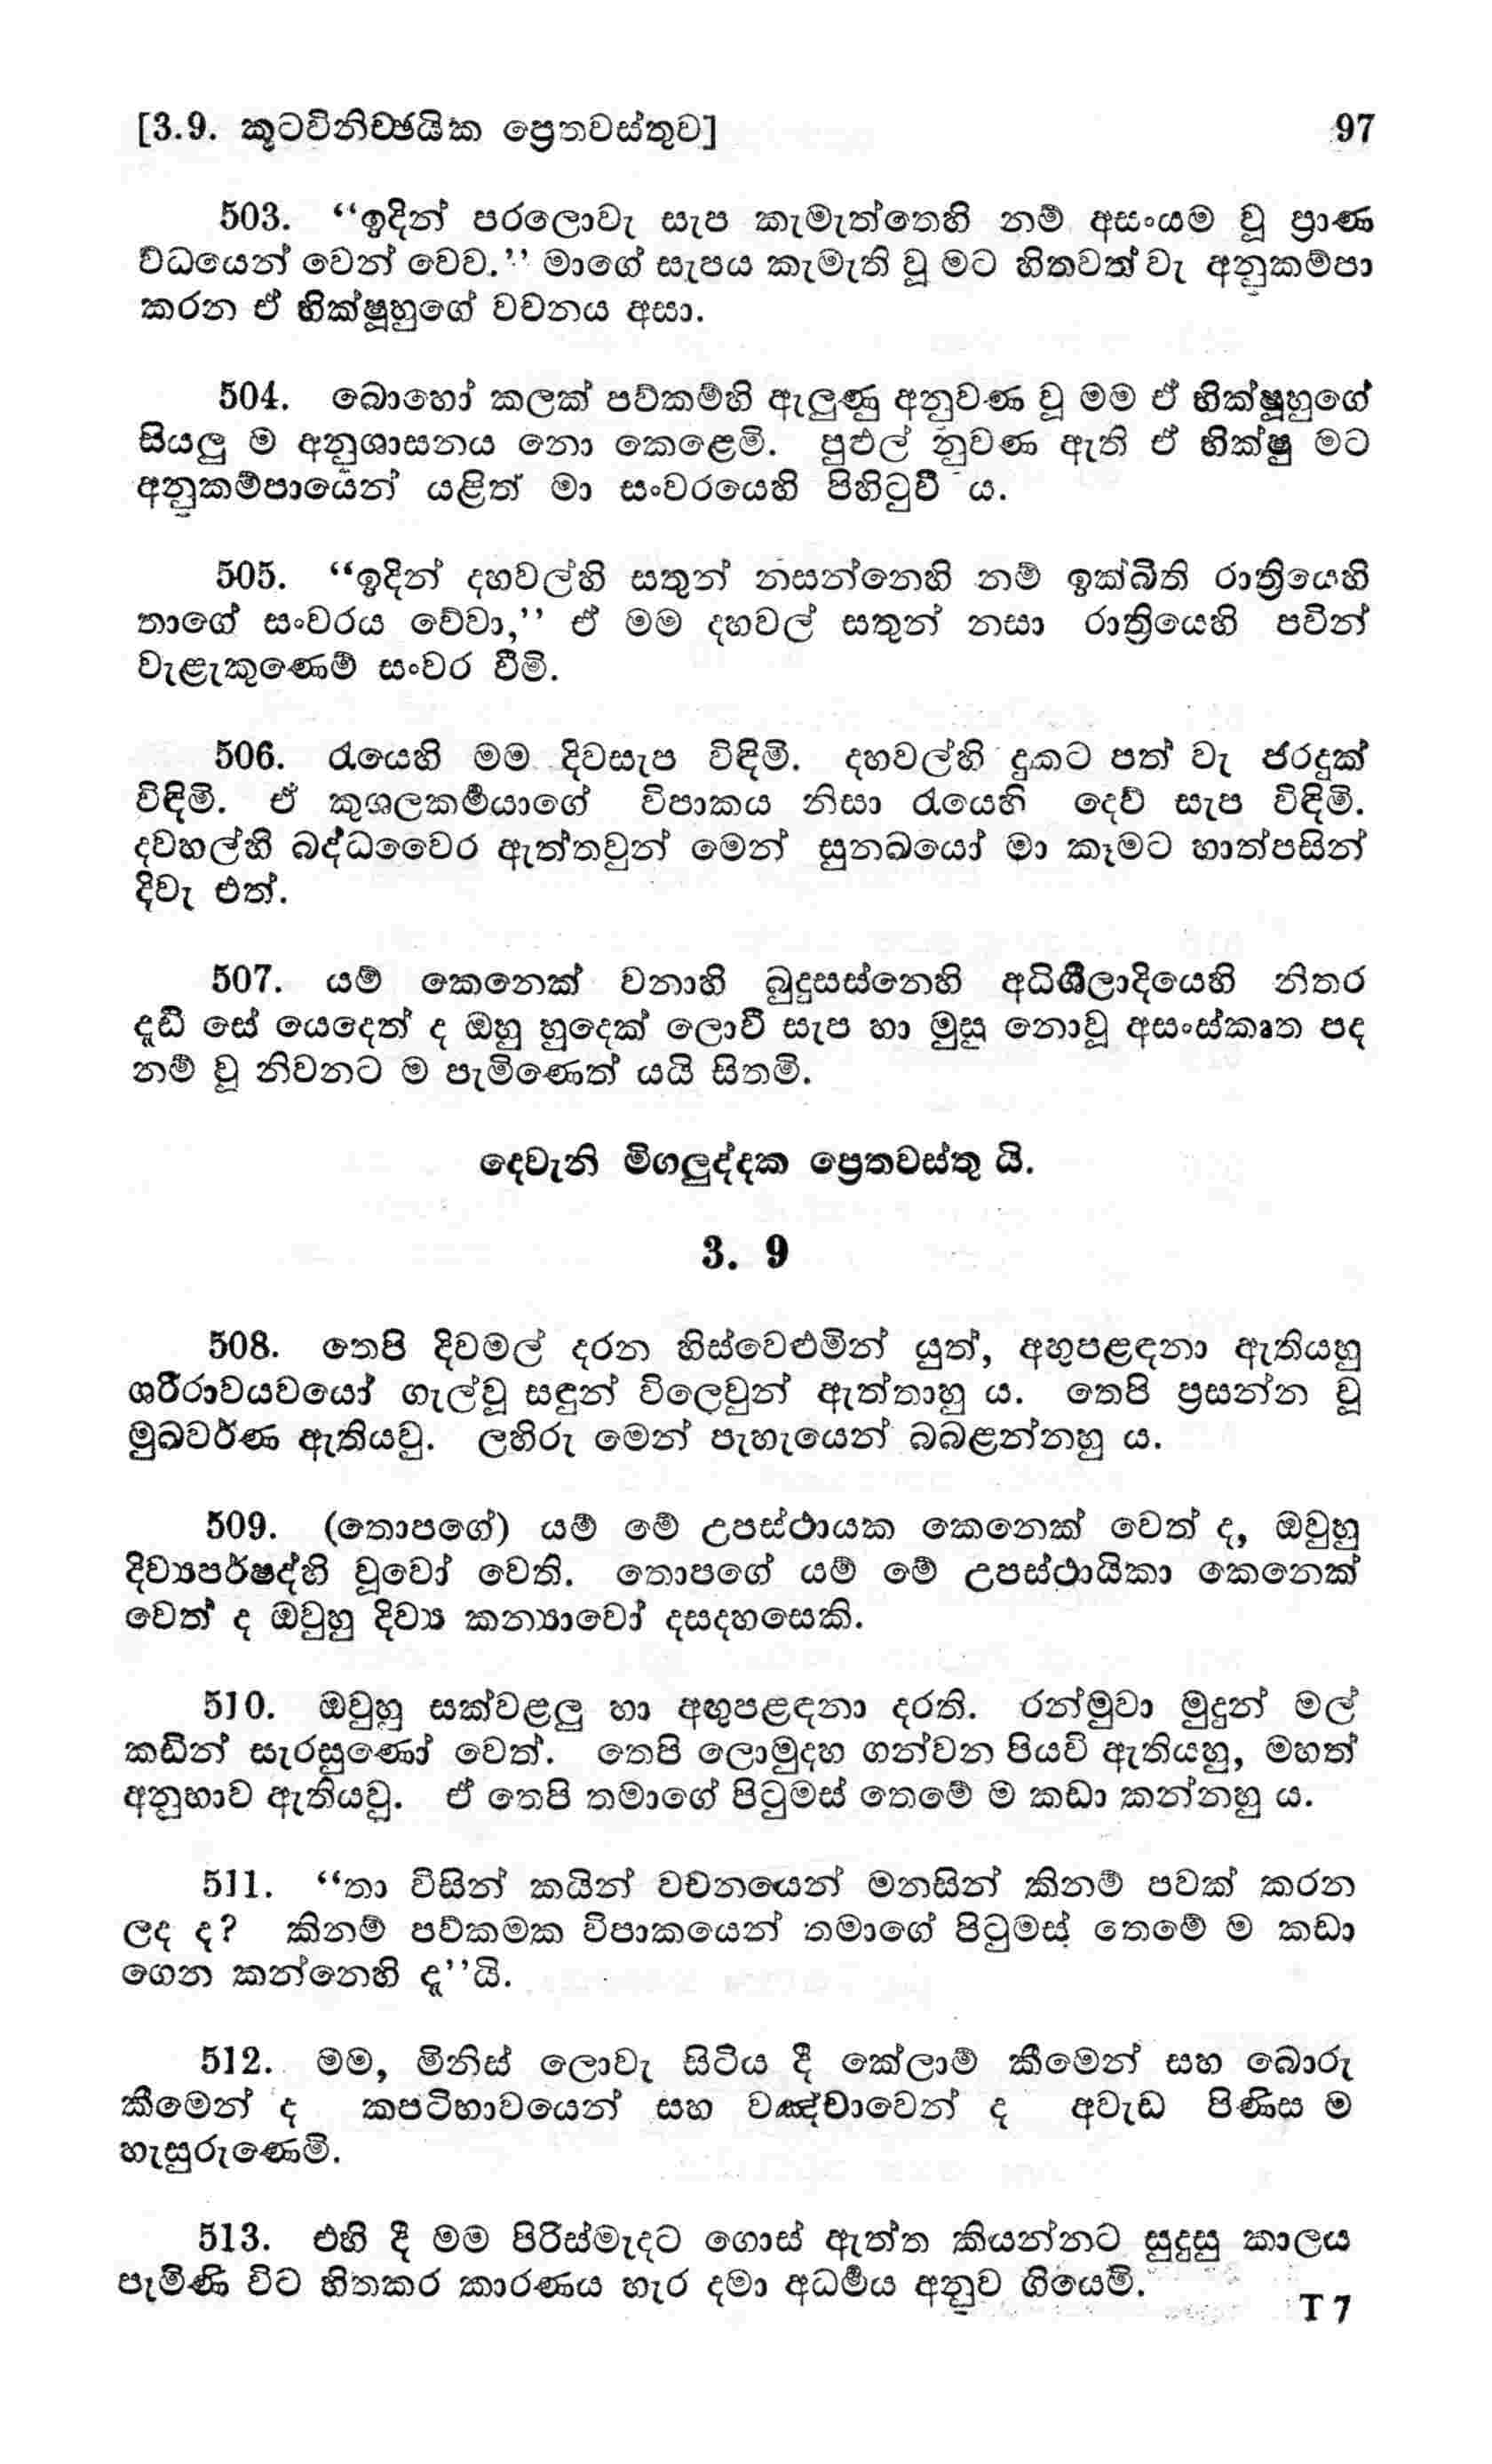 [3.9. කූටවිනිච්ඡයික ප්‍රෙතවස්තුව] 97
503. “ඉදින් පරලොවැ සැප කැමැත්තෙහි නම් අසංයම වූ ප්‍රාණ
වධයෙන් වෙන් වෙව.” මාගේ සැපය කැමැති වූ මට හිතවත් වැ අනුකම්පා
කරන ඒ භික්ෂූහුගේ වචනය අසා.
504. බොහෝ කලක් පව්කම්හි ඇලුණු අනුවණ වූ මම ඒ භික්ෂූහුගේ
සියලු ම අනුශාසනය නො කෙළෙමි. පුළුල් නුවණ ඇති ඒ භික්ෂු මට
අනුකම්පායෙන් යළිත් මා සංවරයෙහි පිහිටුවී ය.
505. “ඉදින් දහවල්හි සතුන් නසන්නෙහි නම් ඉක්බිති රාත්‍රියෙහි
තාගේ සංවරය වේවා,” ඒ මම දහවල් සතුන් නසා රාත්‍රියෙහි පවින්
වැළැකුණෙම් සංවර වීමි.
506. රැයෙහි මම දිවසැප විඳිමි. දහවල්හි දුකට පත් වැ ජරදුක්
විඳිමි. ඒ කුශලකර්‍මයාගේ විපාකය නිසා රැයෙහි දෙව් සැප විඳිමි.
දවහල්හි බද්ධවෛර ඇත්තවුන් මෙන් සුනඛයෝ මා කෑමට හාත්පසින්
දිවැ එත්.
507. යම් කෙනෙක් වනාහි බුදුසස්නෙහි අධිශීලාදියෙහි නිතර
දැඩි සේ යෙදෙත් ද ඔහු හුදෙක් ලොවී සැප හා මුසු නොවූ අසංස්කෘත පද
නම් වූ නිවනට ම පැමිණෙත් යයි සිතමි.
දෙවැනි මිගලුද්දක ප්‍රෙතවස්තු යි.
3. 9
508. තෙපි දිවමල් දරන හිස්වෙළුමින් යුත්, අභුපළඳනා ඇතියහු
ශරීරාවයවයෝ ගැල්වූ සඳුන් විලෙවුන් ඇත්තාහු ය. තෙපි ප්‍රසන්න වූ
මුඛවර්ණ ඇතියවු. ලහිරු මෙන් පැහැයෙන් බබළන්නහු ය.
509. (තොපගේ) යම් මේ උපස්ථායක කෙනෙක් වෙත් ද, ඔවුහු
දිව්‍යපර්ෂද්හි වූවෝ වෙති. තොපගේ යම් මේ උපස්ථායිකා කෙනෙක්
වෙත් ද ඔවුහු දිව්‍ය කන්‍යාවෝ දසදහසෙකි.
510. ඔවුහු සක්වළලු හා අඟුපළඳනා දරති. රන්මුවා මුදුන් මල්
කඩින් සැරසුණෝ වෙත්. තෙපි ලොමුදහ ගන්වන පියවි ඇතියහු, මහත්
අනුභාව ඇතියවූ. ඒ තෙපි තමාගේ පිටුමස් තෙමේ ම කඩා කන්නහු ය.
511. “තා විසින් කයින් වචනයෙන් මනසින් කිනම් පවක් කරන
ලද ද? කිනම් පව්කමක විපාකයෙන් තමාගේ පිටුමස් තෙමේ ම කඩා
ගෙන කන්නෙහි දැ”යි.
512. මම, මිනිස් ලොවැ සිටිය දී කේලාම් කීමෙන් සහ බොරු
කීමෙන් ද කපටිභාවයෙන් සහ වඤ්චාවෙන් ද අවැඩ පිණිස ම
හැසුරුණෙමි.
513. එහි දී මම පිරිස්මැදට ගොස් ඇත්ත කියන්නට සුදුසු කාලය
පැමිණි විට හිතකර කාරණය හැර දමා අධර්‍මය අනුව ගියෙමි.
T 7